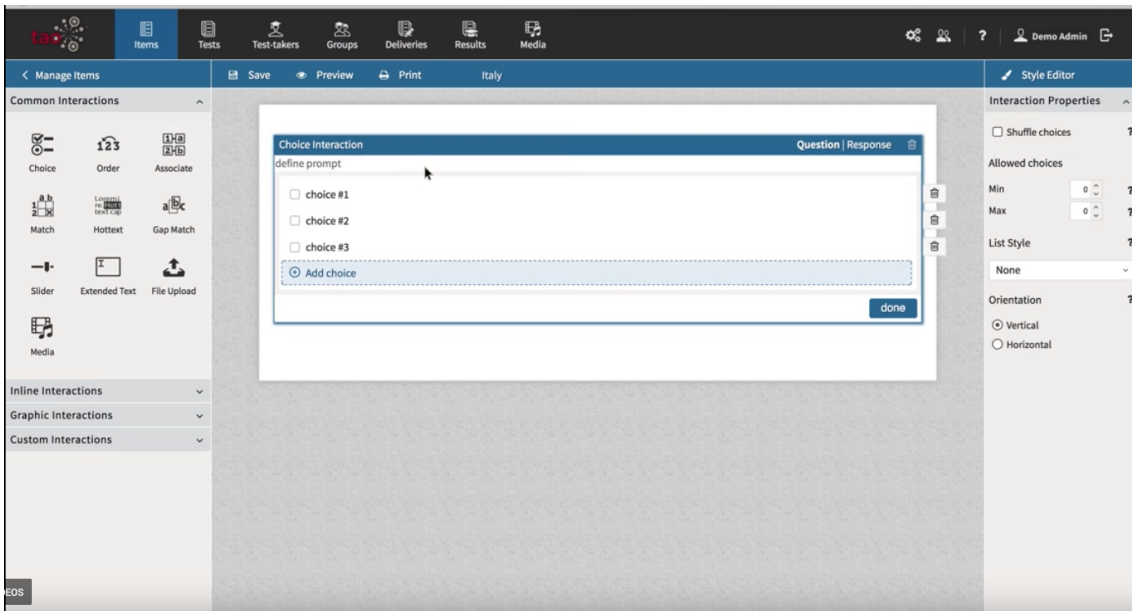 tao
Items
Tests
Test-takers
Groups
Deliveries
Results
Media
?
Demo Admin
Manage Items
Save
Preview
Print
Italy
Style Editor
Common Interactions
Choice
Order
Associate
Match
Hottext
Gap Match
Slider
Extended Text
File Upload
Media
Inline Interactions
Graphic Interactions
Custom Interactions
Choice Interaction
Question | Response
define prompt
choice #1
choice #2
choice #3
Add choice
done
Interaction Properties
Shuffle choices ?
Allowed choices
Min 0 ?
Max 0 ?
List Style ?
None
Orientation ?
Vertical
Horizontal
EOS